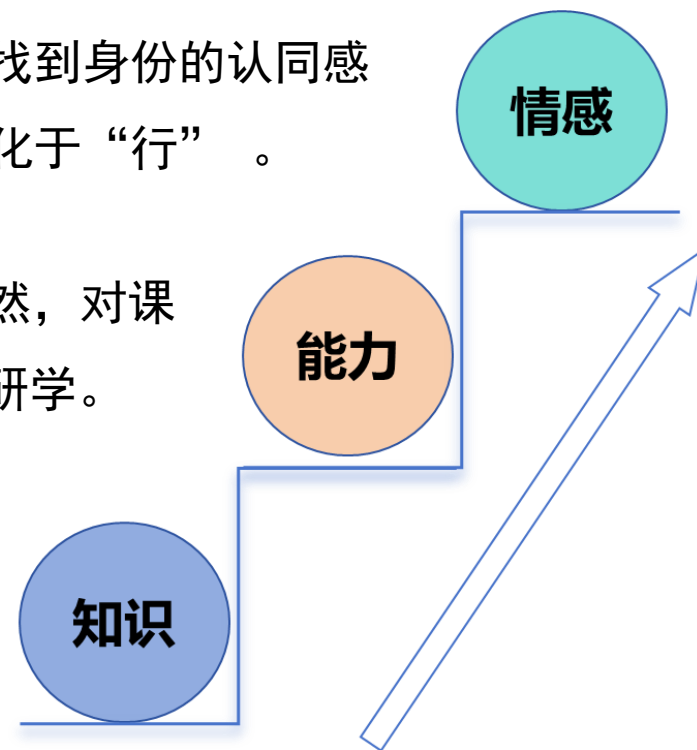 找到身份的认同感
情感
化于“行” 。
然，对课
能力
研学。
知识